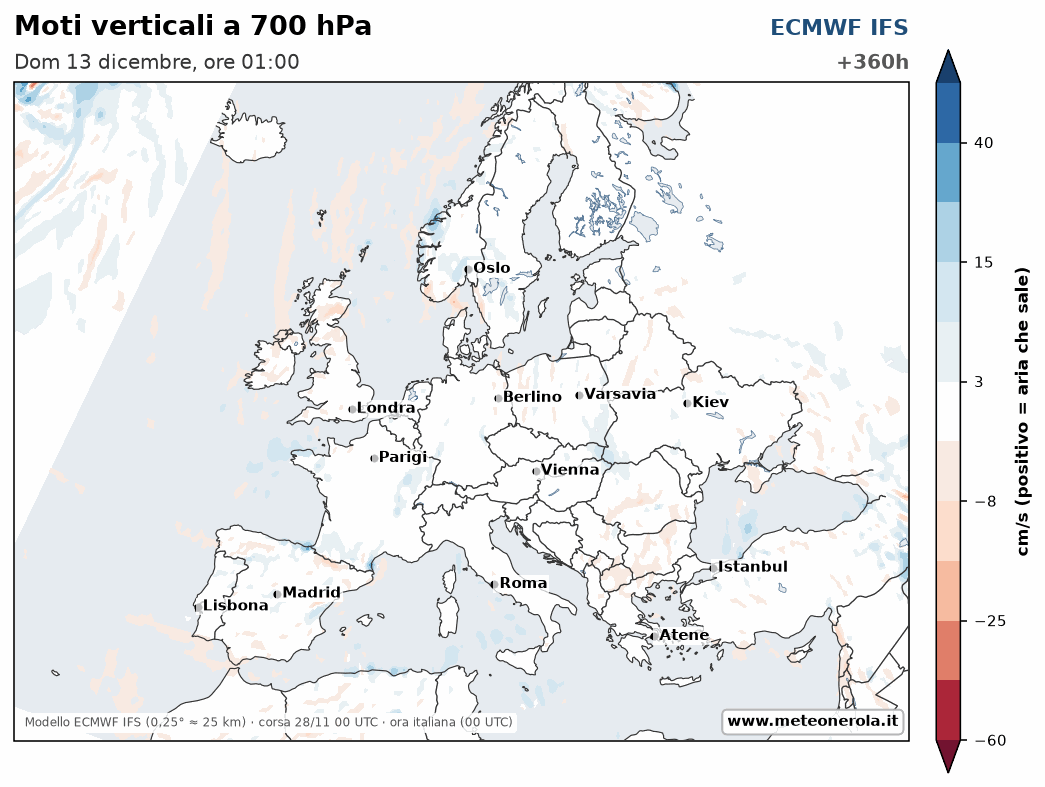 Moti verticali a 700 hPa
ECMWF IFS
Dom 13 dicembre, ore 01:00
+360h
40
15
3
−8
−25
−60
cm/s (positivo = aria che sale)
Oslo
Londra
Berlino
Varsavia
Kiev
Parigi
Vienna
Istanbul
Roma
Madrid
Lisbona
Atene
Modello ECMWF IFS (0,25° ≈ 25 km) · corsa 28/11 00 UTC · ora italiana (00 UTC)
www.meteonerola.it